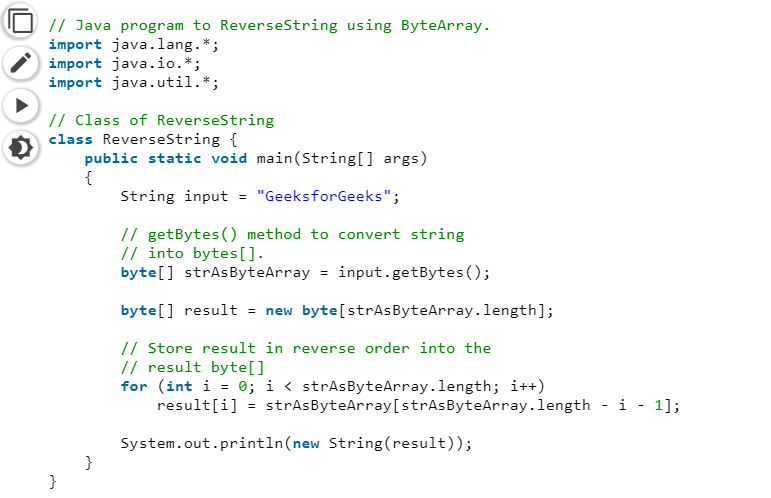 // Java program to ReverseString using ByteArray.
import java.lang.*;
import java.io.*;
import java.util.*;
// Class of ReverseString
class ReverseString {
public static void main(String[] args)
{
String input = "GeeksforGeeks";
// getBytes() method to convert string
// into bytes[].
byte[] strAsByteArray = input.getBytes();
byte[] result = new byte[strAsByteArray.length];
// Store result in reverse order into the
// result byte[]
for (int i = 0; i < strAsByteArray.length; i++)
result[i] = strAsByteArray[strAsByteArray.length - i - 1];
System.out.println(new String(result));
}
}